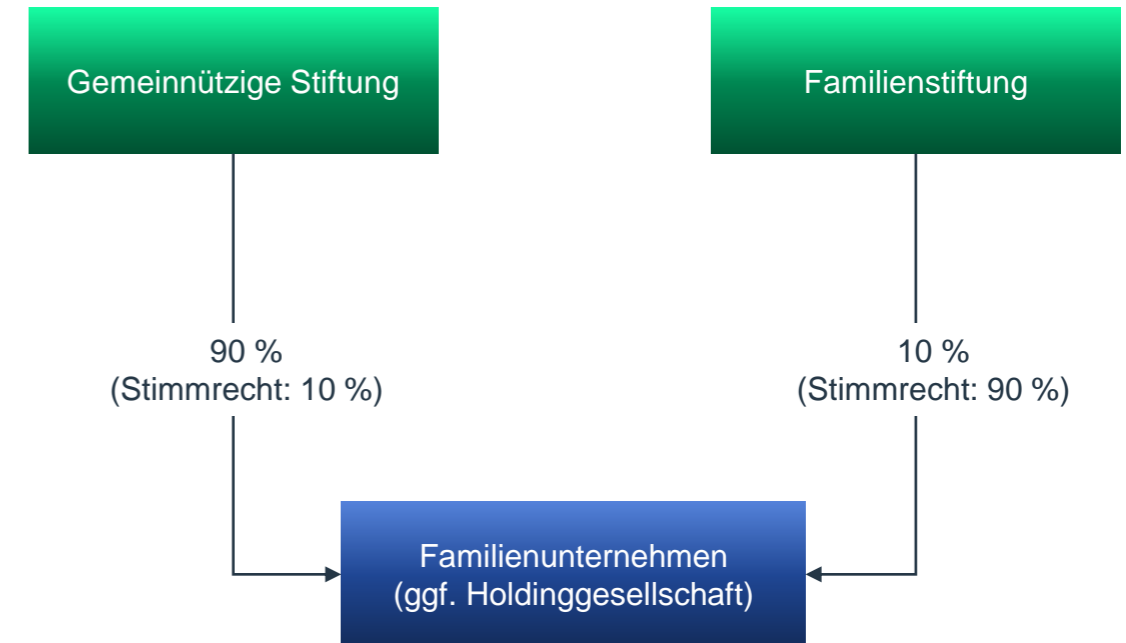 Gemeinnützige Stiftung
Familienstiftung
90 %
(Stimmrecht: 10 %)
10 %
(Stimmrecht: 90 %)
Familienunternehmen
(ggf. Holdinggesellschaft)